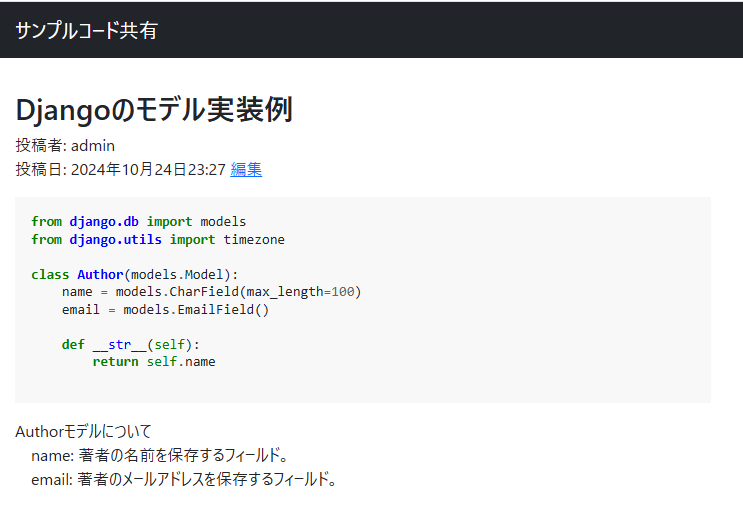 サンプルコード共有
Djangoのモデル実装例
投稿者: admin
投稿日: 2024年10月24日23:27 編集
from django.db import models
from django.utils import timezone
class Author(models.Model):
    name = models.CharField(max_length=100)
    email = models.EmailField()
    def __str__(self):
        return self.name
Authorモデルについて
    name: 著者の名前を保存するフィールド。
    email: 著者のメールアドレスを保存するフィールド。